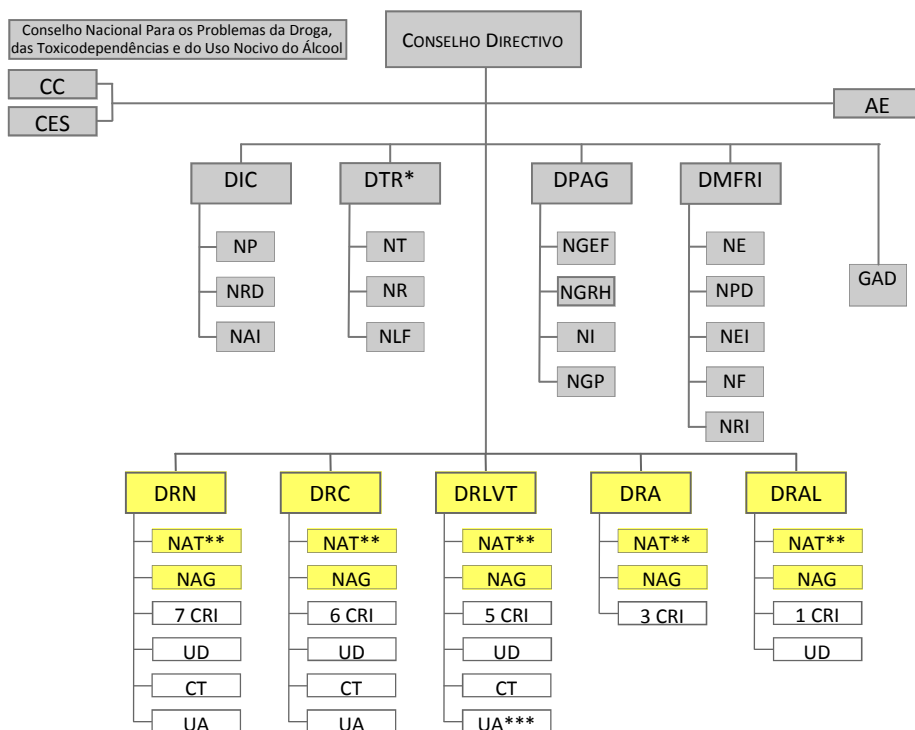 Conselho Nacional Para os Problemas da Droga,
das Toxicodependências e do Uso Nocivo do Álcool
CONSELHO DIRECTIVO
CC
CES
AE
DIC
DTR*
DPAG
DMFRI
GAD
NP
NRD
NAI
NT
NR
NLF
NGEF
NGRH
NI
NGP
NE
NPD
NEI
NF
NRI
DRN
DRC
DRLVT
DRA
DRAL
NAT**
NAG
7 CRI
UD
CT
UA
NAT**
NAG
6 CRI
UD
CT
UA
NAT**
NAG
5 CRI
UD
CT
UA***
NAT**
NAG
3 CRI
NAT**
NAG
1 CRI
UD